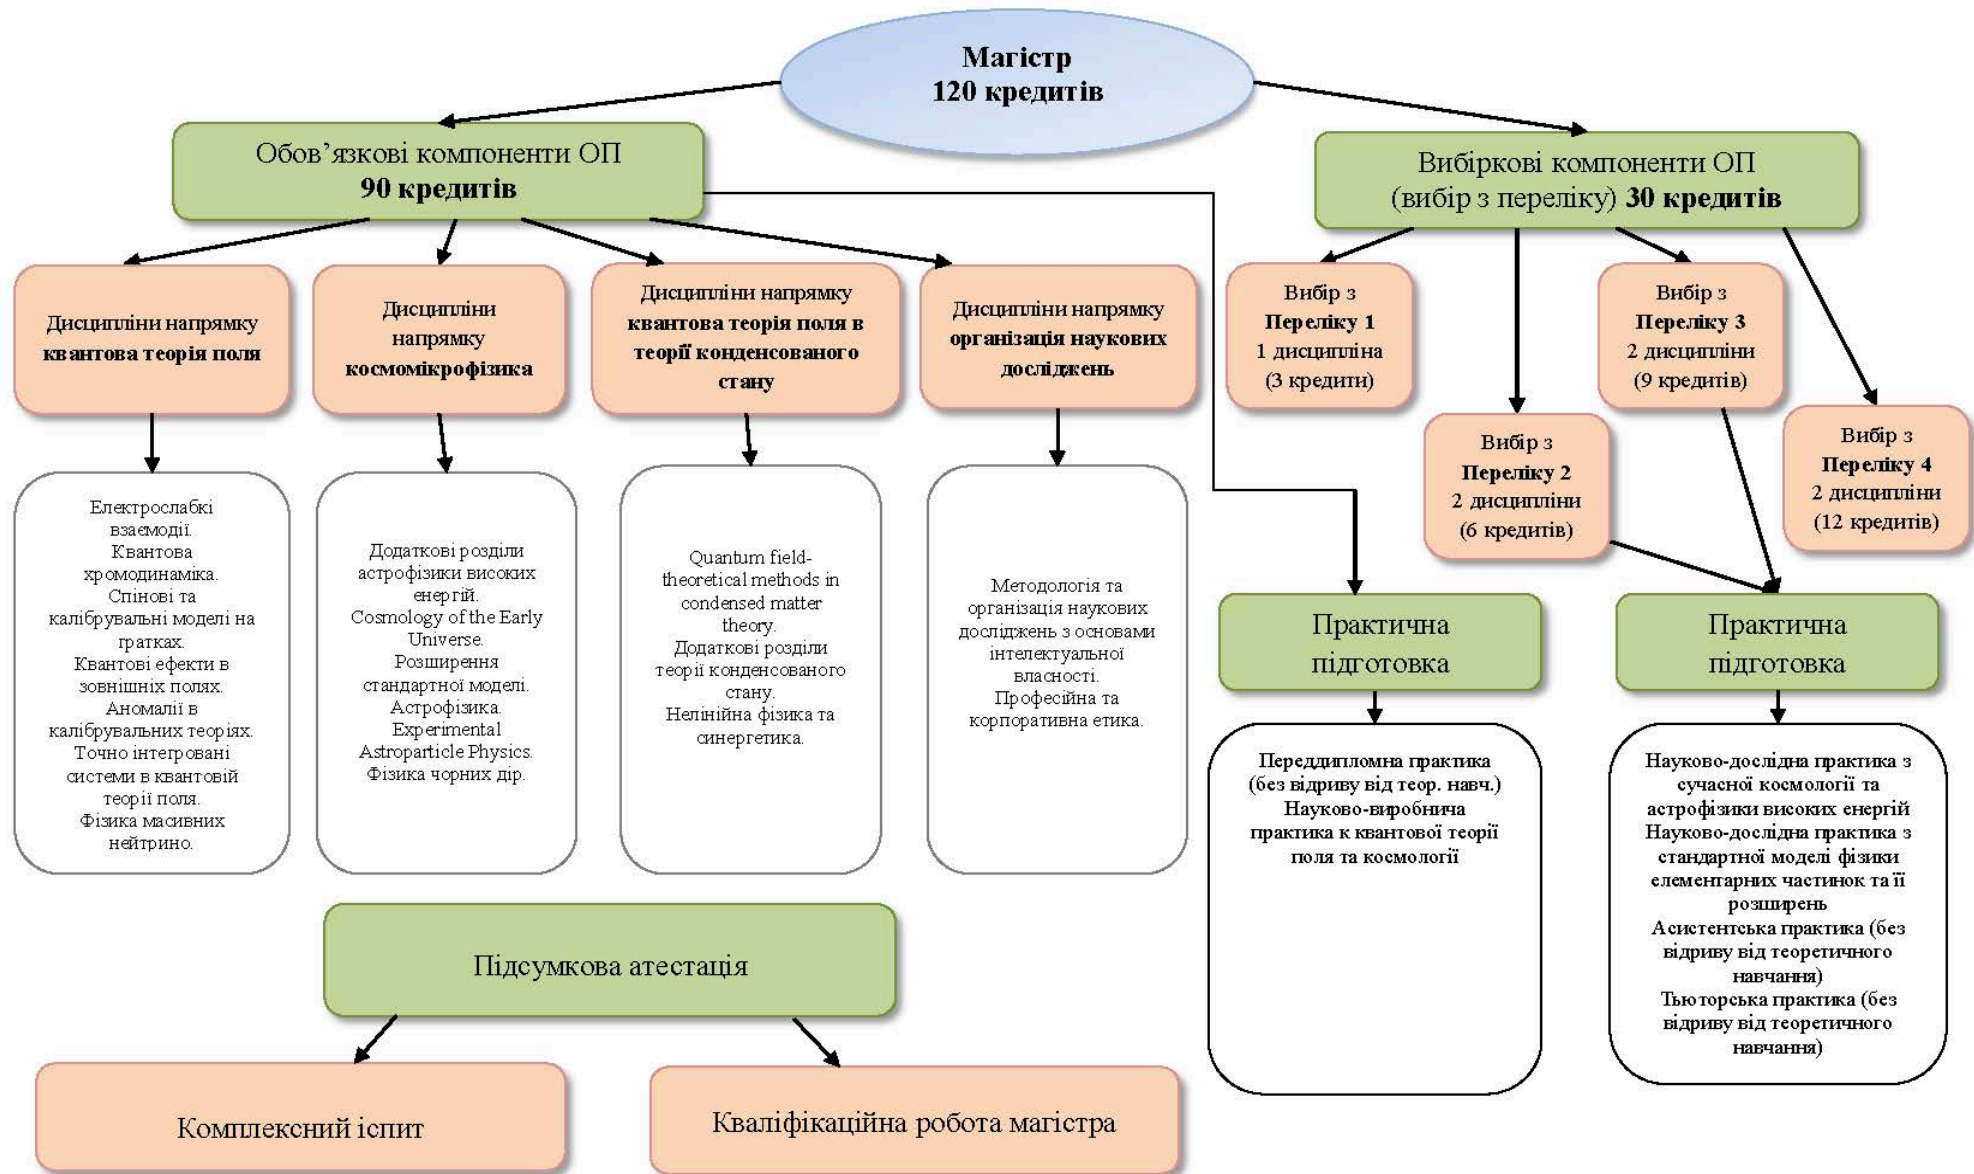 Магістр
120 кредитів
Обов’язкові компоненти ОП
90 кредитів
Вибіркові компоненти ОП
(вибір з переліку) 30 кредитів
Дисципліни напрямку
квантова теорія поля
Дисципліни
напрямку
космомікрофізика
Дисципліни напрямку
квантова теорія поля в
теорії конденсованого
стану
Дисципліни напрямку
організація наукових
досліджень
Вибір з
Переліку 1
1 дисципліна
(3 кредити)
Вибір з
Переліку 3
2 дисципліни
(9 кредитів)
Вибір з
Переліку 2
2 дисципліни
(6 кредитів)
Вибір з
Переліку 4
2 дисципліни
(12 кредитів)
Електрослабкі
взаємодії.
Квантова
хромодинаміка.
Спінові та
калібрувальні моделі на
гратках.
Квантові ефекти в
зовнішніх полях.
Аномалії в
калібрувальних теоріях.
Точно інтегровані
системи в квантовій
теорії поля.
Фізика масивних
нейтрино.
Додаткові розділи
астрофізики високих
енергій.
Cosmology of the Early
Universe.
Розширення
стандартної моделі.
Астрофізика.
Experimental
Astroparticle Physics.
Фізика чорних дір.
Quantum field-
theoretical methods in
condensed matter
theory.
Додаткові розділи
теорії конденсованого
стану.
Нелінійна фізика та
синергетика.
Методологія та
організація наукових
досліджень з основами
інтелектуальної
власності.
Професійна та
корпоративна етика.
Практична
підготовка
Практична
підготовка
Переддипломна практика
(без відриву від теор. навч.)
Науково-виробнича
практика к квантової теорії
поля та космології
Науково-дослідна практика з
сучасної космології та
астрофізики високих енергій
Науково-дослідна практика з
стандартної моделі фізики
елементарних частинок та її
розширень
Асистентська практика (без
відриву від теоретичного
навчання)
Тьюторська практика (без
відриву від теоретичного
навчання)
Підсумкова атестація
Комплексний іспит
Кваліфікаційна робота магістра